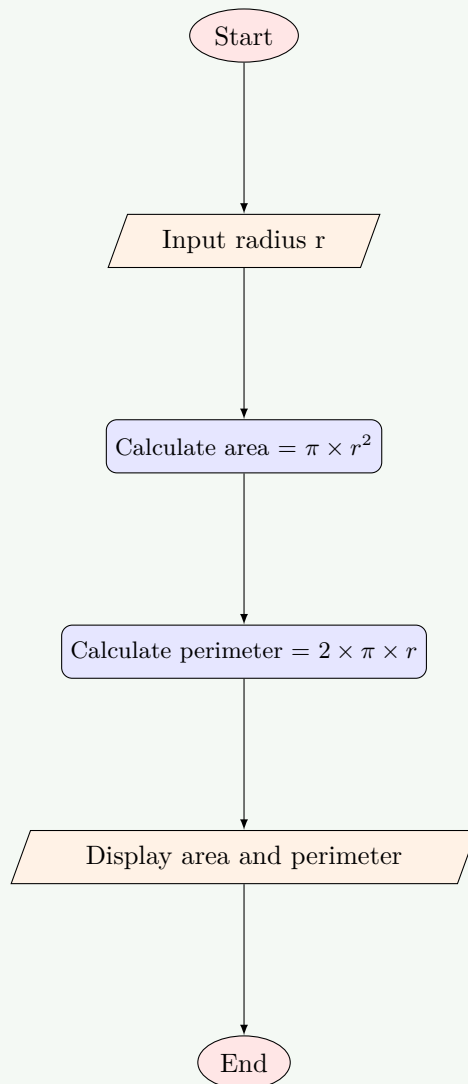 Start
Input radius r
Calculate area = π × r²
Calculate perimeter = 2 × π × r
Display area and perimeter
End